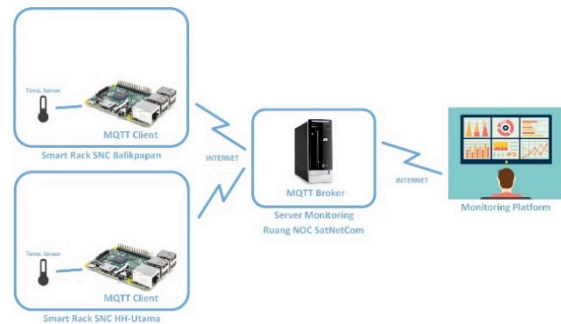 Temp. Sensor
MQTT Client
Smart Rack SNC Balikpapan
INTERNET
MQTT Broker
Server Monitoring
Ruang NOC SatNetCom
INTERNET
Monitoring Platform
Temp. Sensor
MQTT Client
Smart Rack SNC HH-Utama